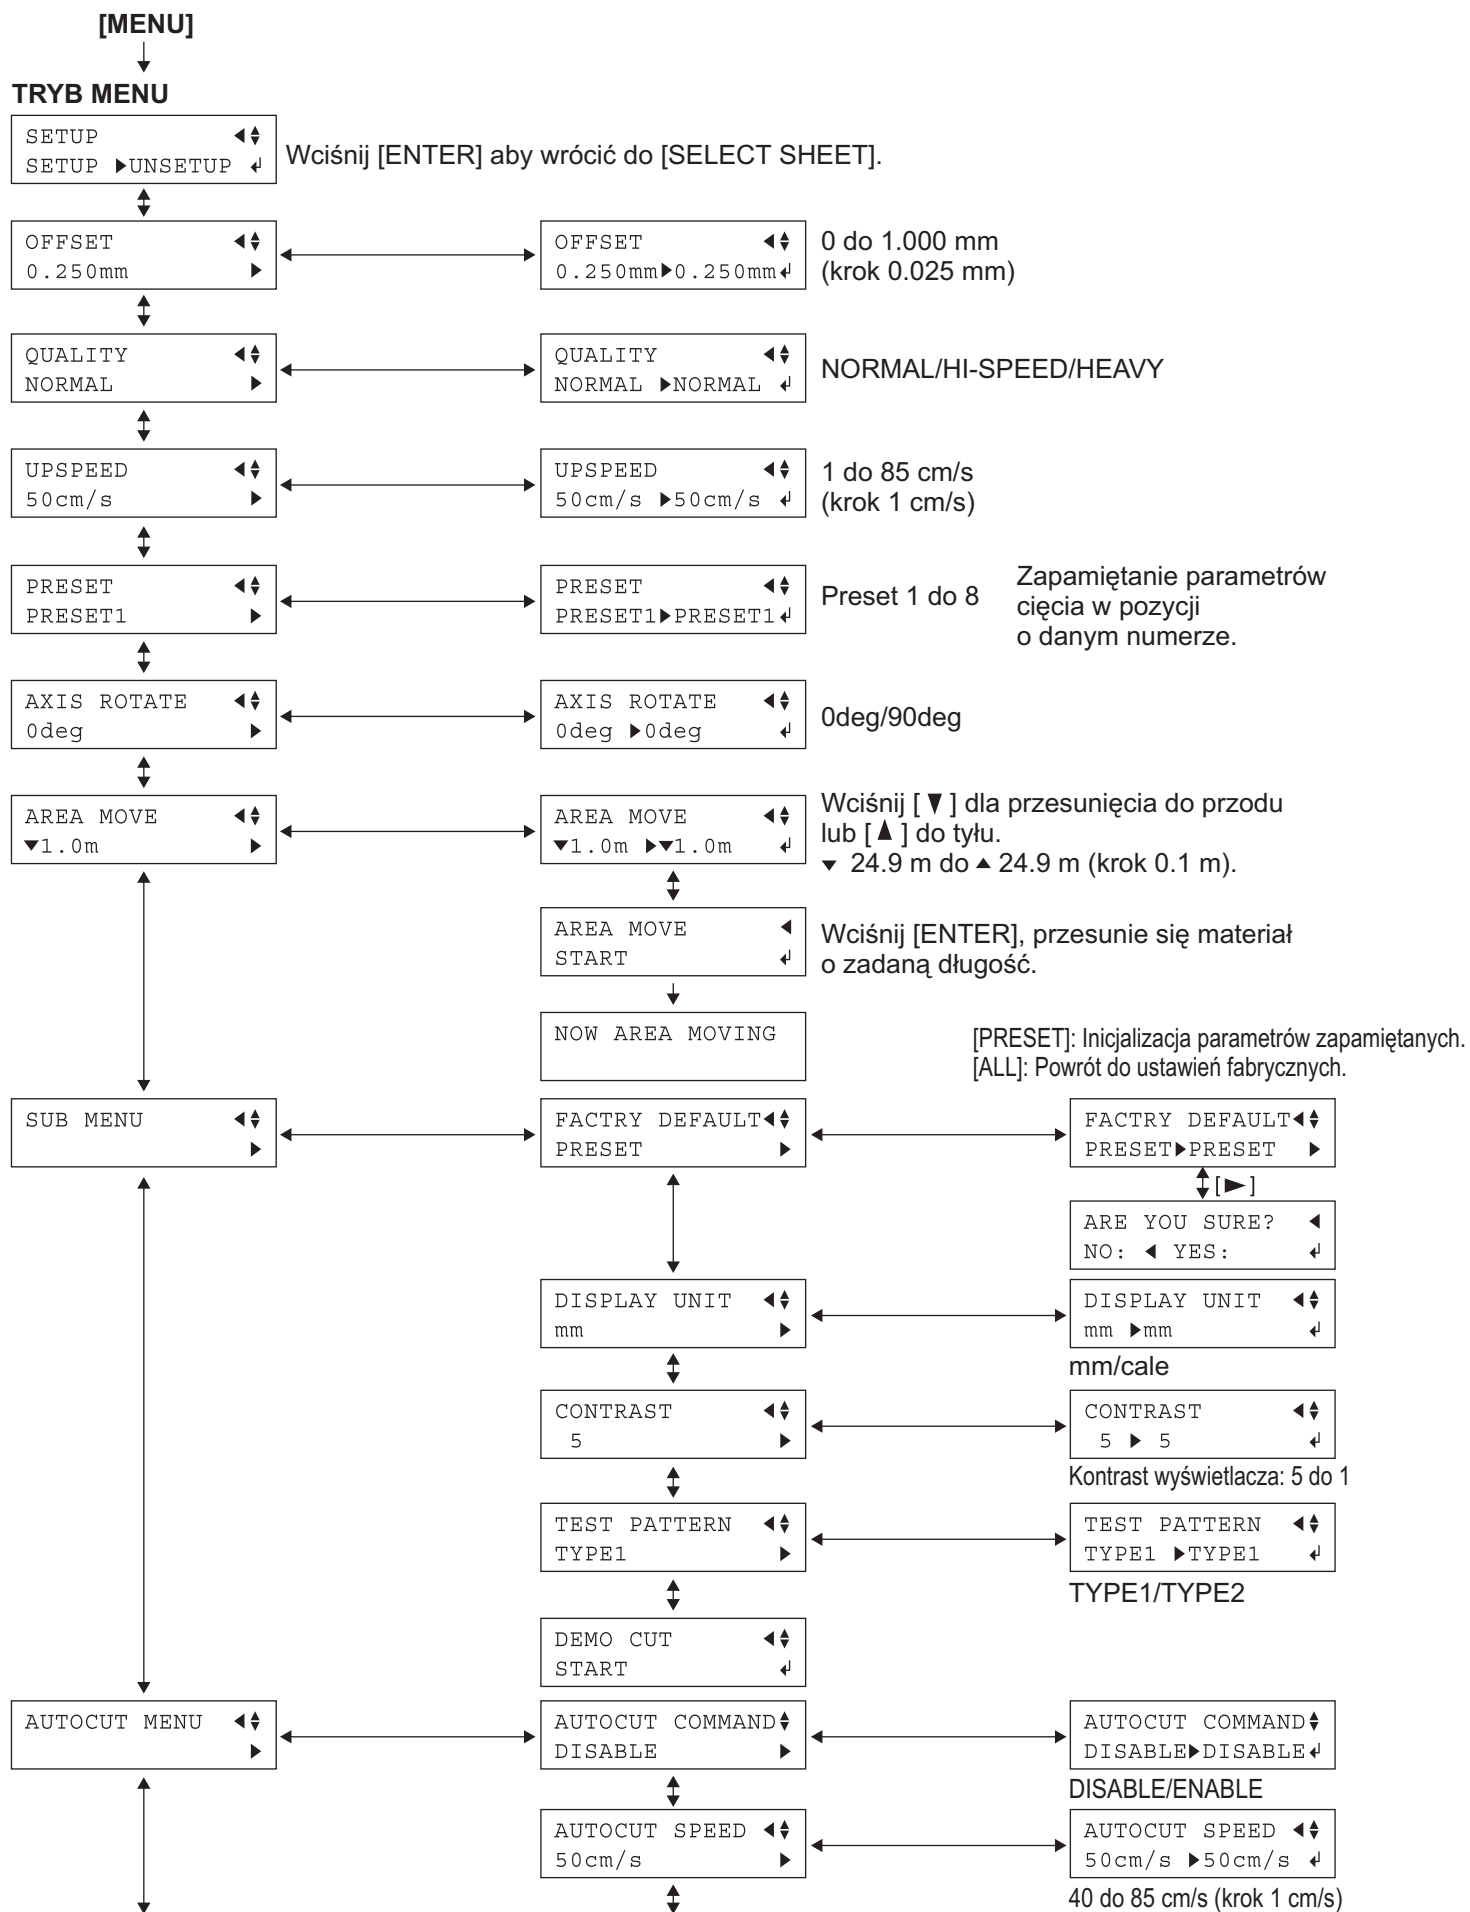 [MENU]
TRYB MENU
SETUP ◀▲▼
SETUP ▶UNSETUP ↵
Wciśnij [ENTER] aby wrócić do [SELECT SHEET].
OFFSET ◀▲▼
0.250mm ▶
OFFSET ◀▲▼
0.250mm▶0.250mm↵
0 do 1.000 mm
(krok 0.025 mm)
QUALITY ◀▲▼
NORMAL ▶
QUALITY ◀▲▼
NORMAL ▶NORMAL ↵
NORMAL/HI-SPEED/HEAVY
UPSPEED ◀▲▼
50cm/s ▶
UPSPEED ◀▲▼
50cm/s ▶50cm/s ↵
1 do 85 cm/s
(krok 1 cm/s)
PRESET ◀▲▼
PRESET1 ▶
PRESET ◀▲▼
PRESET1▶PRESET1↵
Preset 1 do 8
Zapamiętanie parametrów
cięcia w pozycji
o danym numerze.
AXIS ROTATE ◀▲▼
0deg ▶
AXIS ROTATE ◀▲▼
0deg ▶0deg ↵
0deg/90deg
AREA MOVE ◀▲▼
▼1.0m ▶
AREA MOVE ◀▲▼
▼1.0m ▶▼1.0m ↵
Wciśnij [ ▼ ] dla przesunięcia do przodu
lub [ ▲ ] do tyłu.
▼ 24.9 m do ▲ 24.9 m (krok 0.1 m).
AREA MOVE ◀
START ↵
Wciśnij [ENTER], przesunie się materiał
o zadaną długość.
NOW AREA MOVING
[PRESET]: Inicjalizacja parametrów zapamiętanych.
[ALL]: Powrót do ustawień fabrycznych.
SUB MENU ◀▲▼
▶
FACTRY DEFAULT◀▲▼
PRESET ▶
FACTRY DEFAULT◀▲▼
PRESET▶PRESET ▶
[►]
ARE YOU SURE? ◀
NO: ◀ YES: ↵
DISPLAY UNIT ◀▲▼
mm ▶
DISPLAY UNIT ◀▲▼
mm ▶mm ↵
mm/cale
CONTRAST ◀▲▼
5 ▶
CONTRAST ◀▲▼
5 ▶ 5 ↵
Kontrast wyświetlacza: 5 do 1
TEST PATTERN ◀▲▼
TYPE1 ▶
TEST PATTERN ◀▲▼
TYPE1 ▶TYPE1 ↵
TYPE1/TYPE2
DEMO CUT ◀▲▼
START ↵
AUTOCUT MENU ◀▲▼
▶
AUTOCUT COMMAND▲▼
DISABLE ▶
AUTOCUT COMMAND▲▼
DISABLE▶DISABLE↵
DISABLE/ENABLE
AUTOCUT SPEED ◀▲▼
50cm/s ▶
AUTOCUT SPEED ◀▲▼
50cm/s ▶50cm/s ↵
40 do 85 cm/s (krok 1 cm/s)